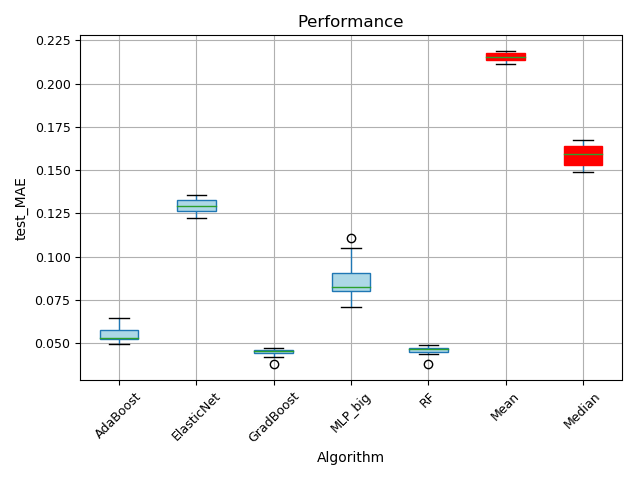 Performance
0.225
0.200
0.175
0.150
0.125
0.100
0.075
0.050
test_MAE
AdaBoost
ElasticNet
GradBoost
MLP_big
RF
Mean
Median
Algorithm